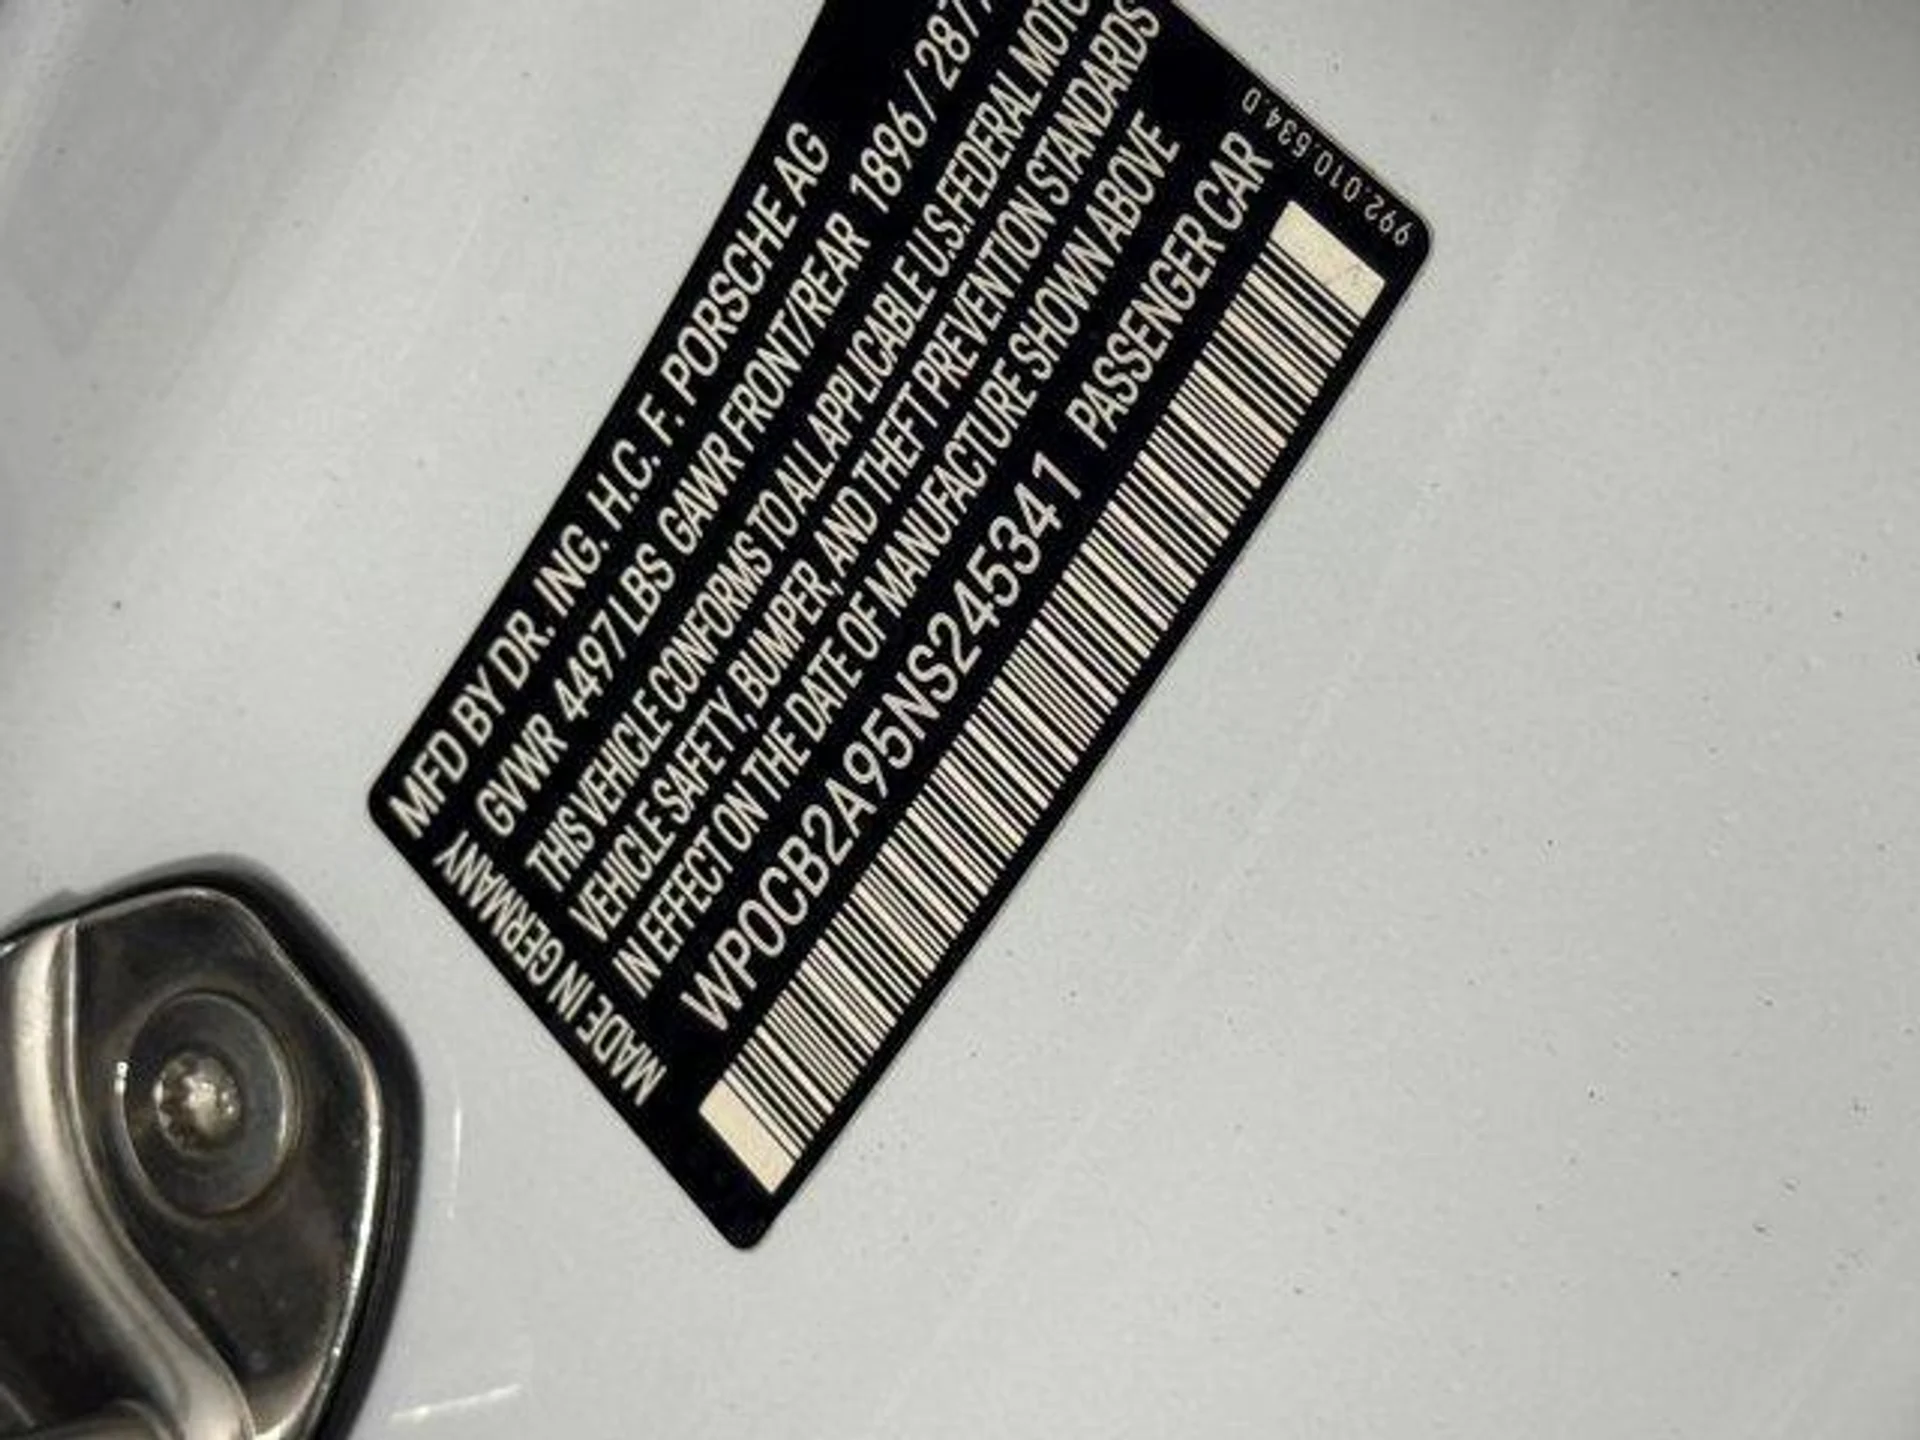 MFD BY DR. ING. H.C. F. PORSCHE AG
GVWR 4497 LBS GAWR FRONT/REAR 1896 / 287
THIS VEHICLE CONFORMS TO ALL APPLICABLE U.S.FEDERAL MOTO
VEHICLE SAFETY, BUMPER, AND THEFT PREVENTION STANDARDS
IN EFFECT ON THE DATE OF MANUFACTURE SHOWN ABOVE
WP0CB2A95NS245341 PASSENGER CAR
MADE IN GERMANY
992.010.534.D